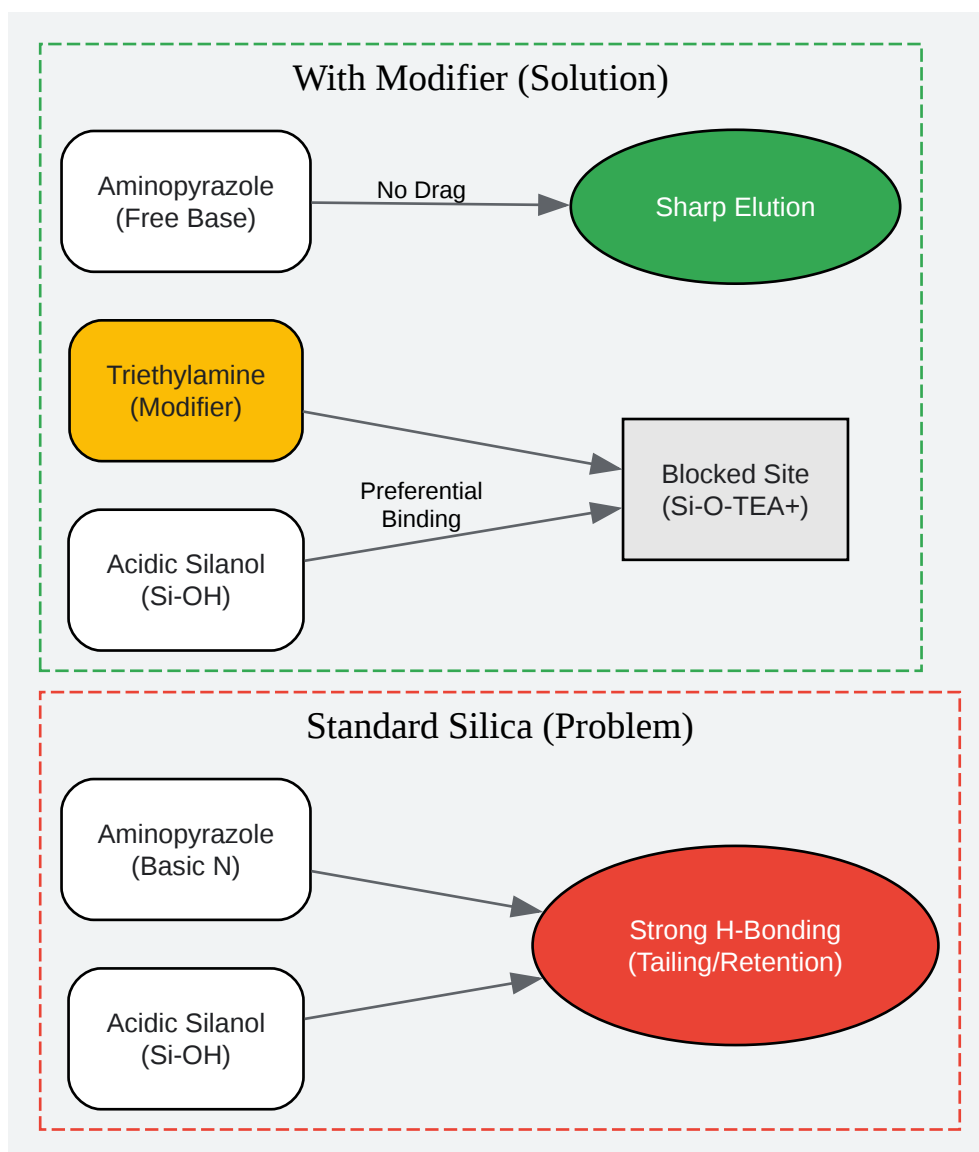 With Modifier (Solution)
Aminopyrazole
(Free Base)
No Drag
Sharp Elution
Triethylamine
(Modifier)
Preferential
Binding
Blocked Site
(Si-O-TEA+)
Acidic Silanol
(Si-OH)
Standard Silica (Problem)
Aminopyrazole
(Basic N)
Strong H-Bonding
(Tailing/Retention)
Acidic Silanol
(Si-OH)